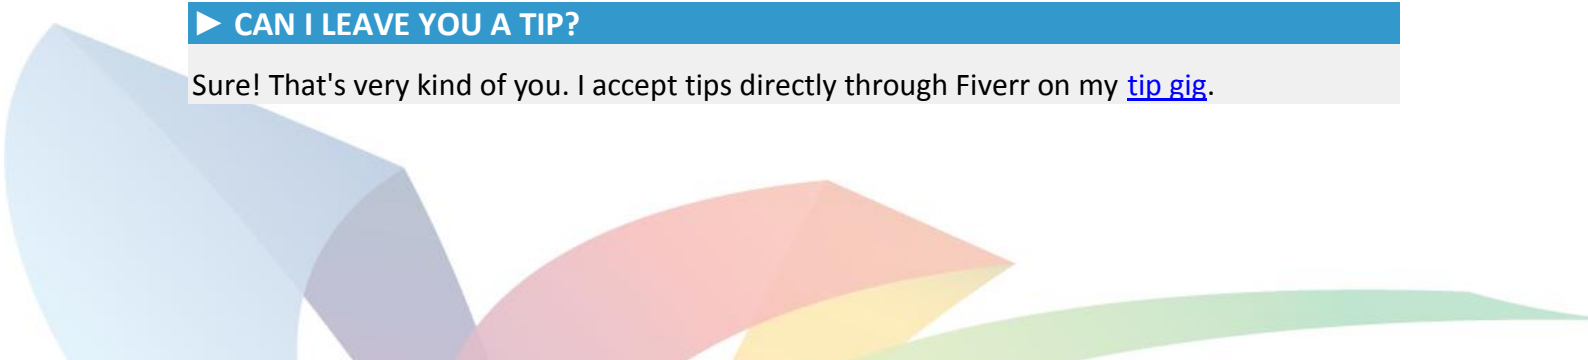 ► CAN I LEAVE YOU A TIP?
Sure! That's very kind of you. I accept tips directly through Fiverr on my tip gig.